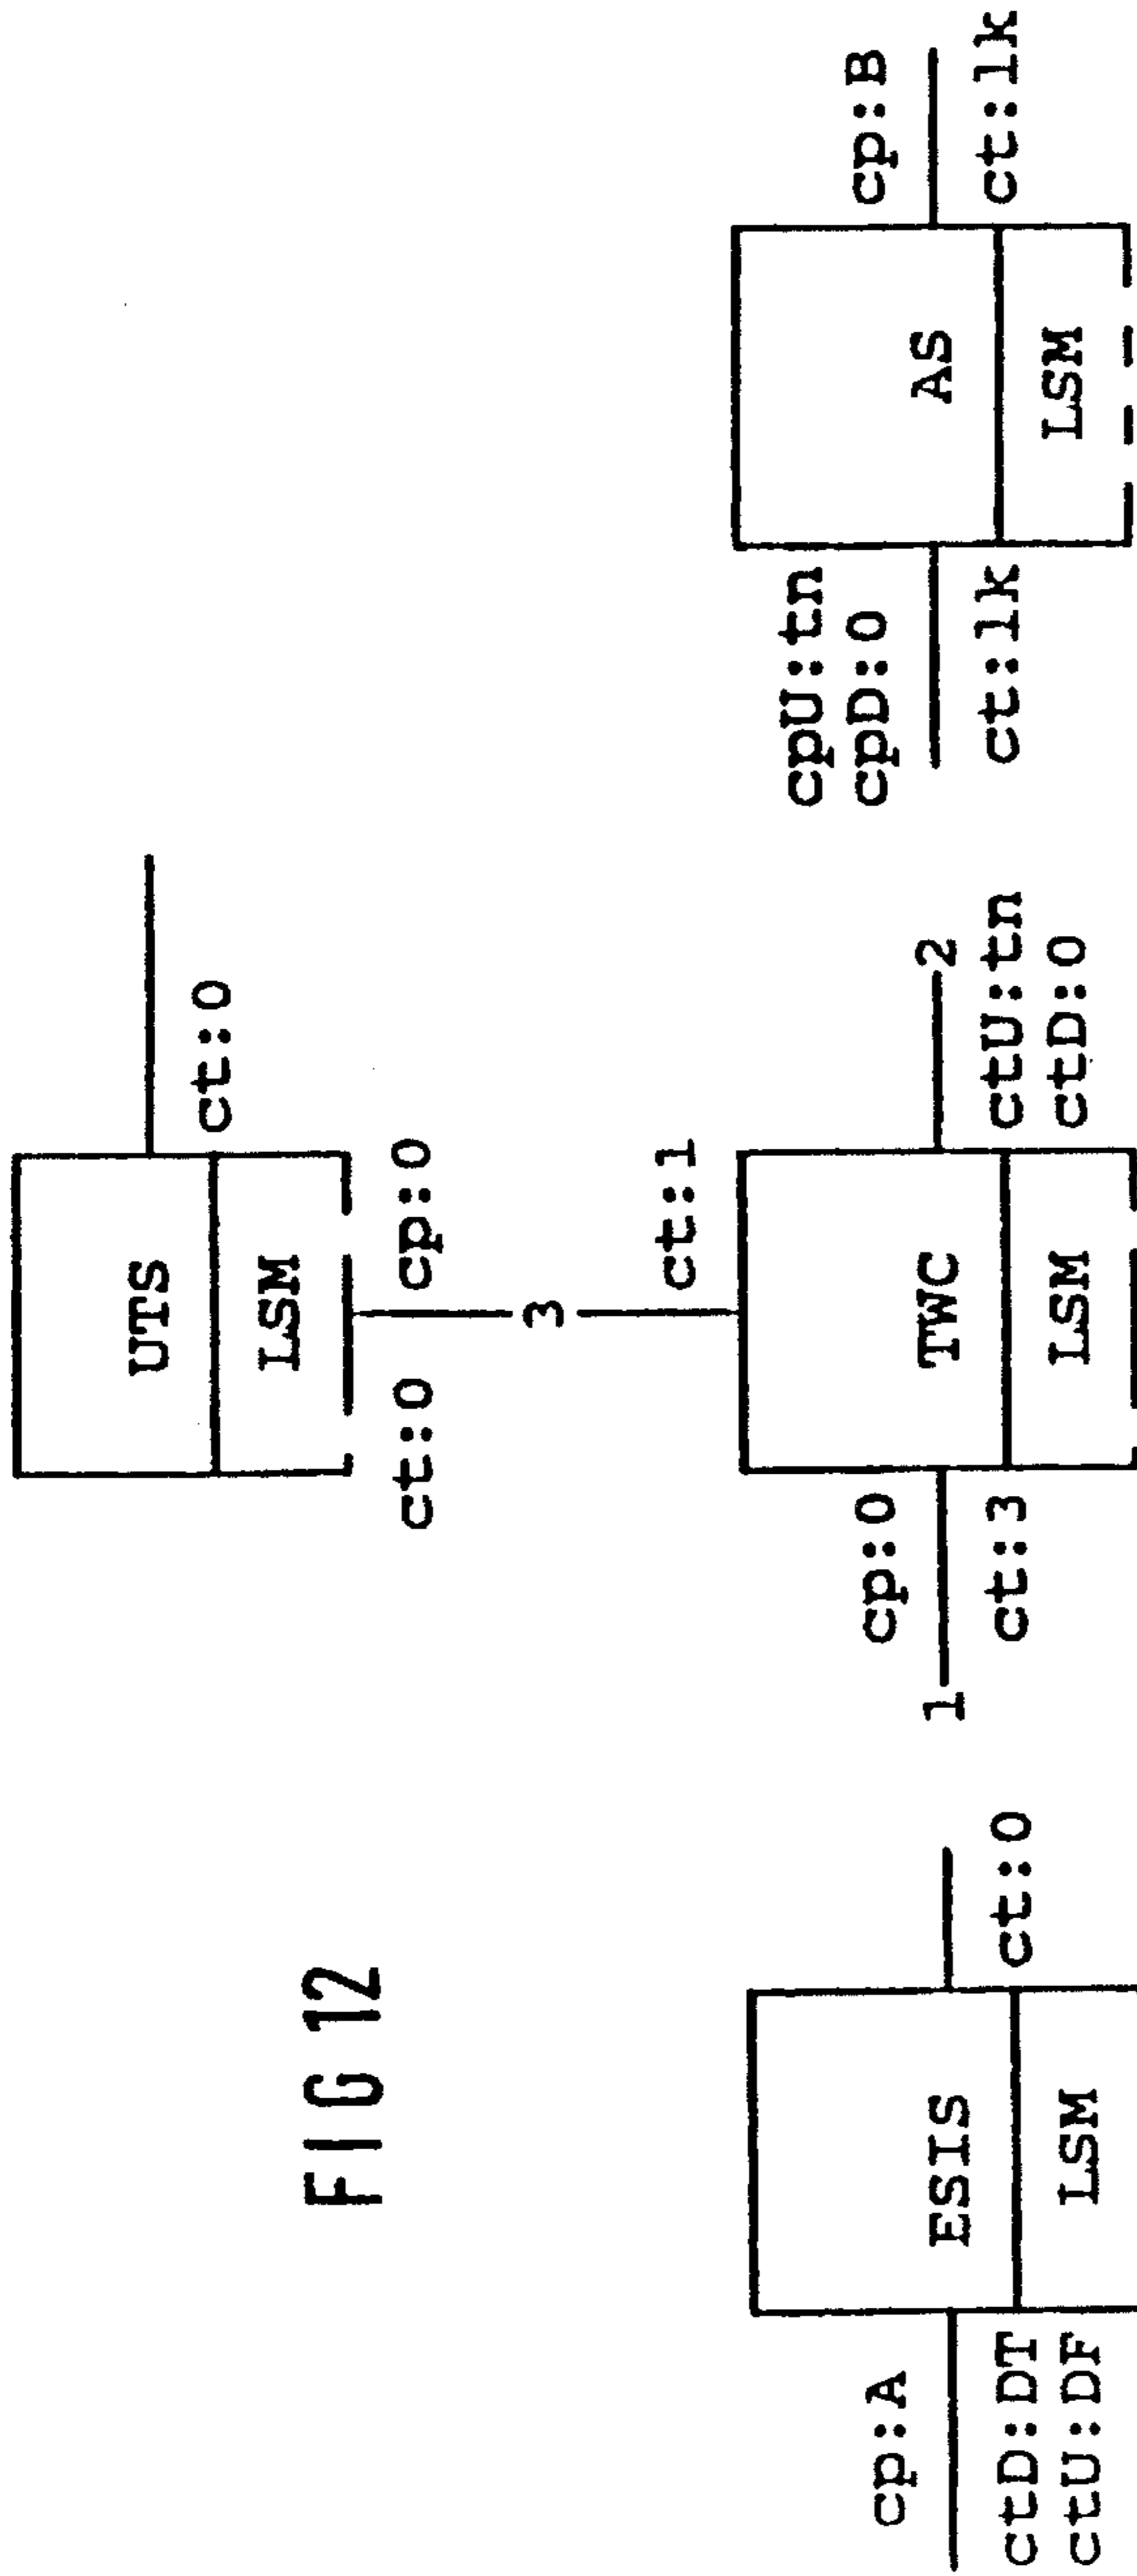 UTS
ct:0
LSM
FIG 12
ct:0
cp:0
3
ct:1
cp:A
ESIS
ctD:DT
ctU:DF
LSM
ct:0
cp:0
1
ct:3
TWC
LSM
2
ctU:tn
ctD:0
cpU:tn
cpD:0
ct:lk
AS
LSM
cp:B
ct:lk